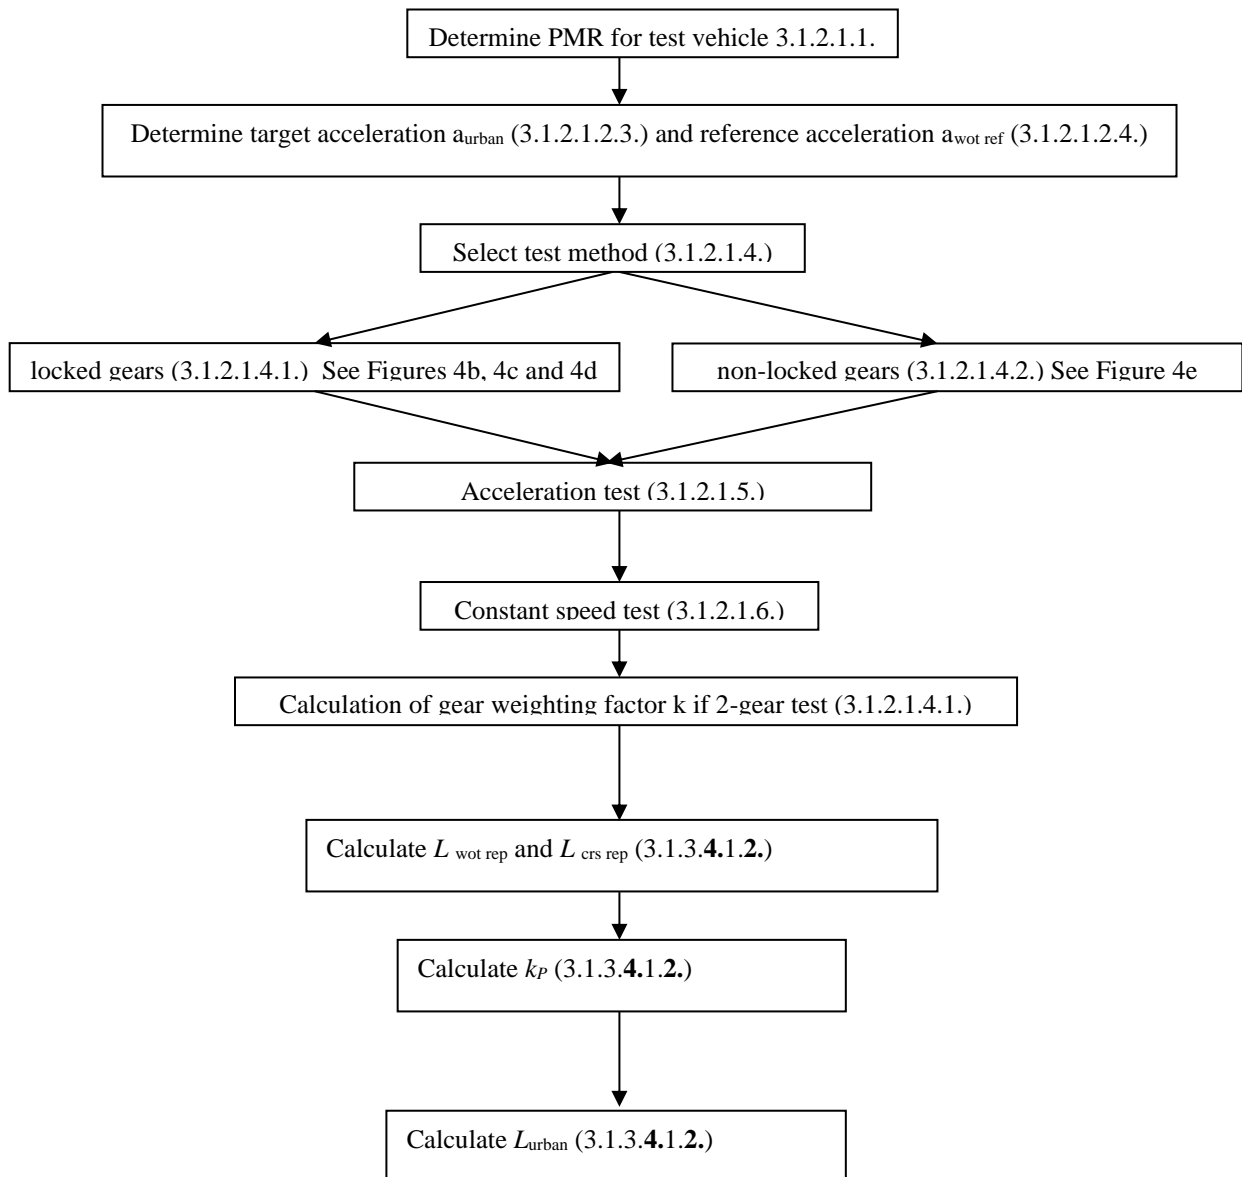 Determine PMR for test vehicle 3.1.2.1.1.
Determine target acceleration aurban (3.1.2.1.2.3.) and reference acceleration awot ref (3.1.2.1.2.4.)
Select test method (3.1.2.1.4.)
locked gears (3.1.2.1.4.1.) See Figures 4b, 4c and 4d
non-locked gears (3.1.2.1.4.2.) See Figure 4e
Acceleration test (3.1.2.1.5.)
Constant speed test (3.1.2.1.6.)
Calculation of gear weighting factor k if 2-gear test (3.1.2.1.4.1.)
Calculate L wot rep and L crs rep (3.1.3.4.1.2.)
Calculate kP (3.1.3.4.1.2.)
Calculate Lurban (3.1.3.4.1.2.)